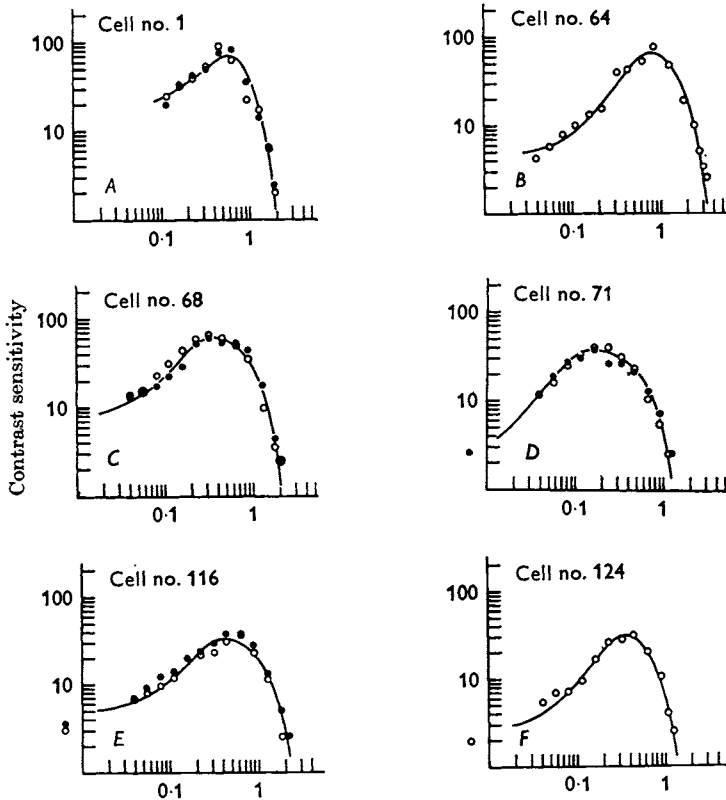 Cell no. 1
100
10
A
0·1 1
Cell no. 64
100
10
B
0·1 1
Contrast sensitivity
Cell no. 68
100
10
C
0·1 1
Cell no. 71
100
10
D
0·1 1
Cell no. 116
100
10
E
0·1 1
Cell no. 124
100
10
F
0·1 1